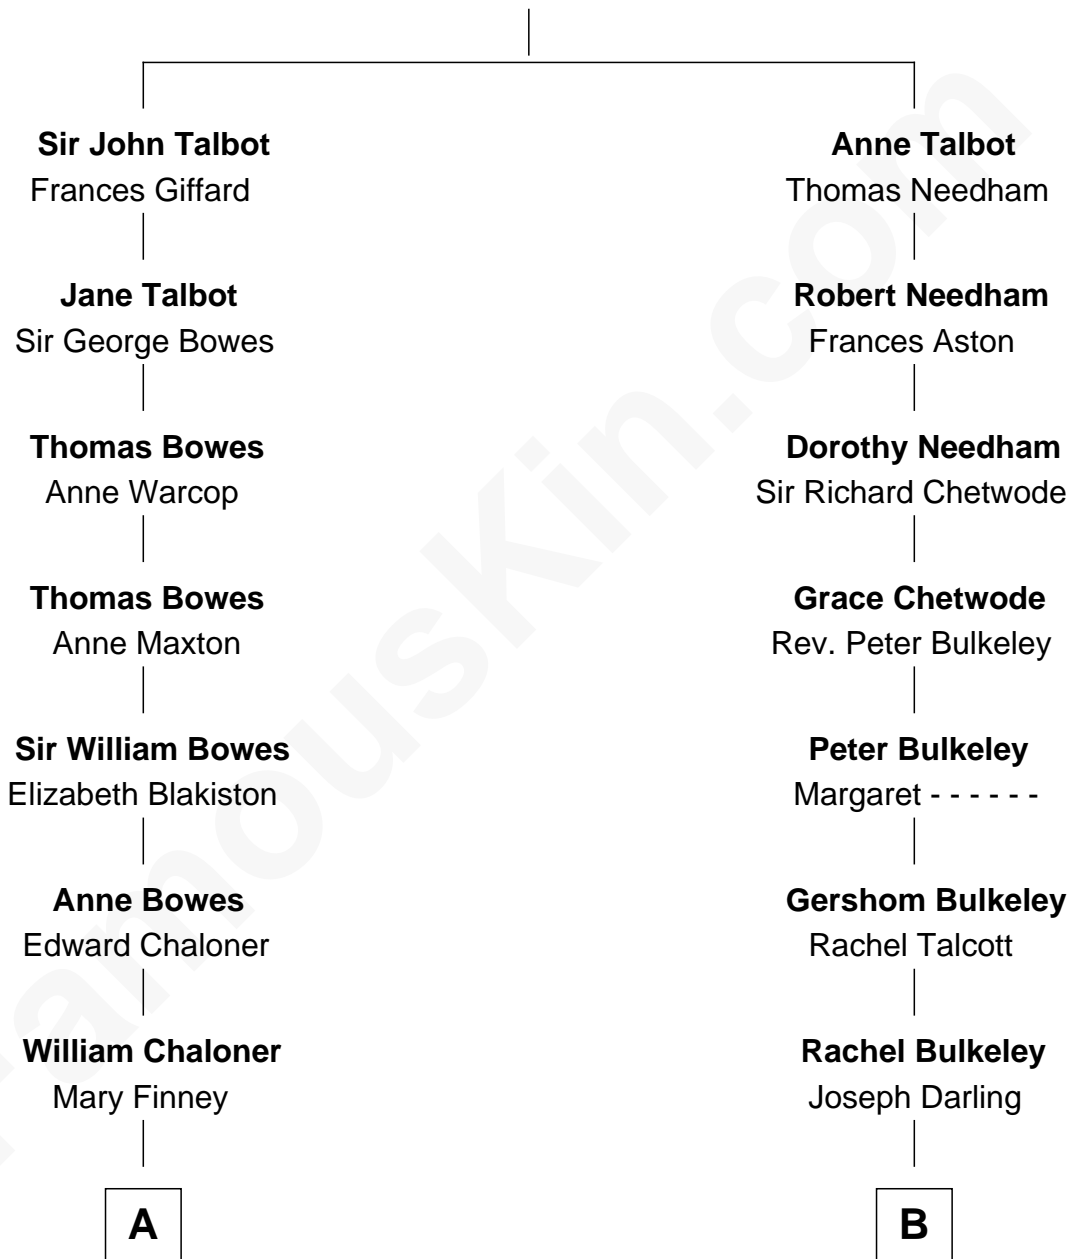 Sir John Talbot
Frances Giffard
Jane Talbot
Sir George Bowes
Thomas Bowes
Anne Warcop
Thomas Bowes
Anne Maxton
Sir William Bowes
Elizabeth Blakiston
Anne Bowes
Edward Chaloner
William Chaloner
Mary Finney
A
Anne Talbot
Thomas Needham
Robert Needham
Frances Aston
Dorothy Needham
Sir Richard Chetwode
Grace Chetwode
Rev. Peter Bulkeley
Peter Bulkeley
Margaret - - - - - -
Gershom Bulkeley
Rachel Talcott
Rachel Bulkeley
Joseph Darling
B
FamousKin.com